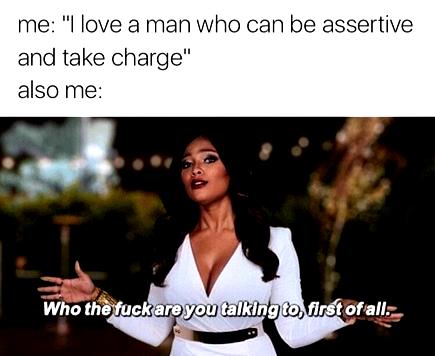 me: "I love a man who can be assertive
and take charge"
also me:
Who the fuck are you talking to, first of all.